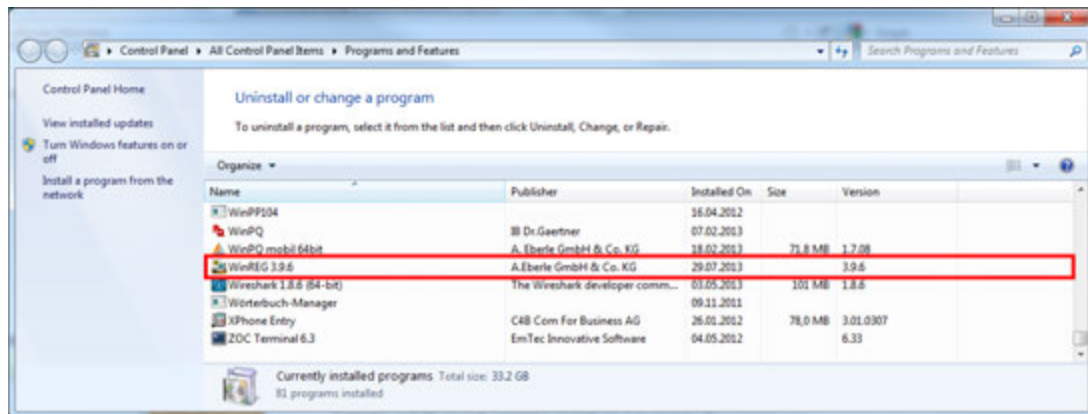 Control Panel ▸ All Control Panel Items ▸ Programs and Features
Search Programs and Features
Control Panel Home
View installed updates
Turn Windows features on or
off
Install a program from the
network
Uninstall or change a program
To uninstall a program, select it from the list and then click Uninstall, Change, or Repair.
Organize
Name Publisher Installed On Size Version
WinPP104 16.04.2012
WinPQ Dr.Gaertner 07.02.2013
WinPQ mobil 64bit A. Eberle GmbH & Co. KG 18.02.2013 71.8 MB 1.7.08
WinREG 3.9.6 A.Eberle GmbH & Co. KG 29.07.2013 3.9.6
Wireshark 1.8.6 (64-bit) The Wireshark developer comm... 03.05.2013 101 MB 1.8.6
Wörterbuch-Manager 09.11.2011
XPhone Entry C4B Com For Business AG 26.01.2012 78,0 MB 3.01.0307
ZOC Terminal 6.3 EmTec Innovative Software 04.05.2012 6.33
Currently installed programs Total size: 33.2 GB
81 programs installed